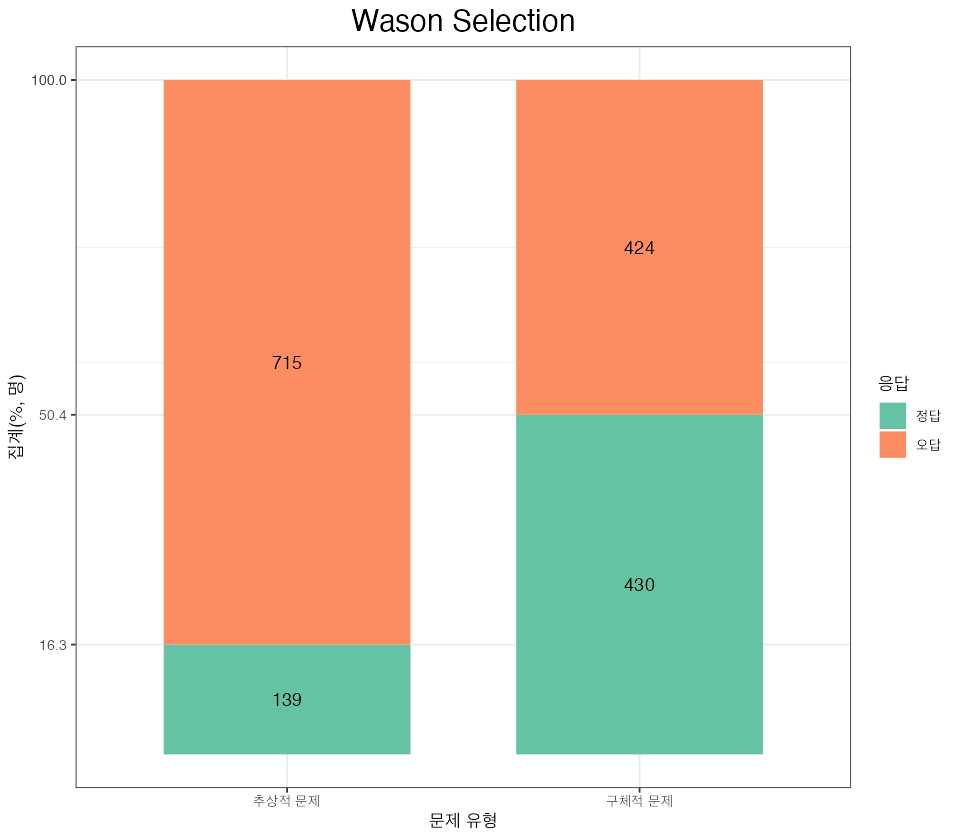 Wason Selection
100.0
50.4
16.3
집계(%, 명)
715
139
424
430
추상적 문제
구체적 문제
문제 유형
응답
정답
오답